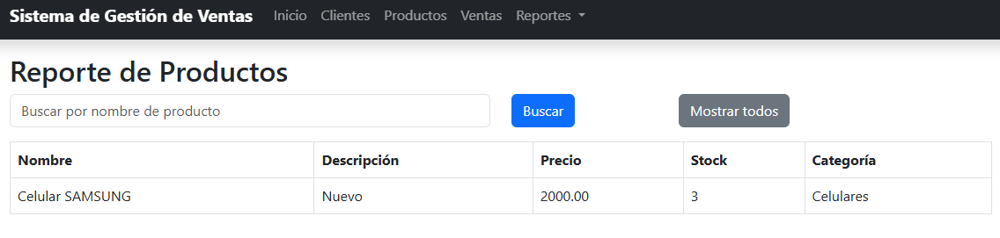 Sistema de Gestión de Ventas Inicio Clientes Productos Ventas Reportes
Reporte de Productos
Buscar por nombre de producto Buscar Mostrar todos
Nombre Descripción Precio Stock Categoría
Celular SAMSUNG Nuevo 2000.00 3 Celulares